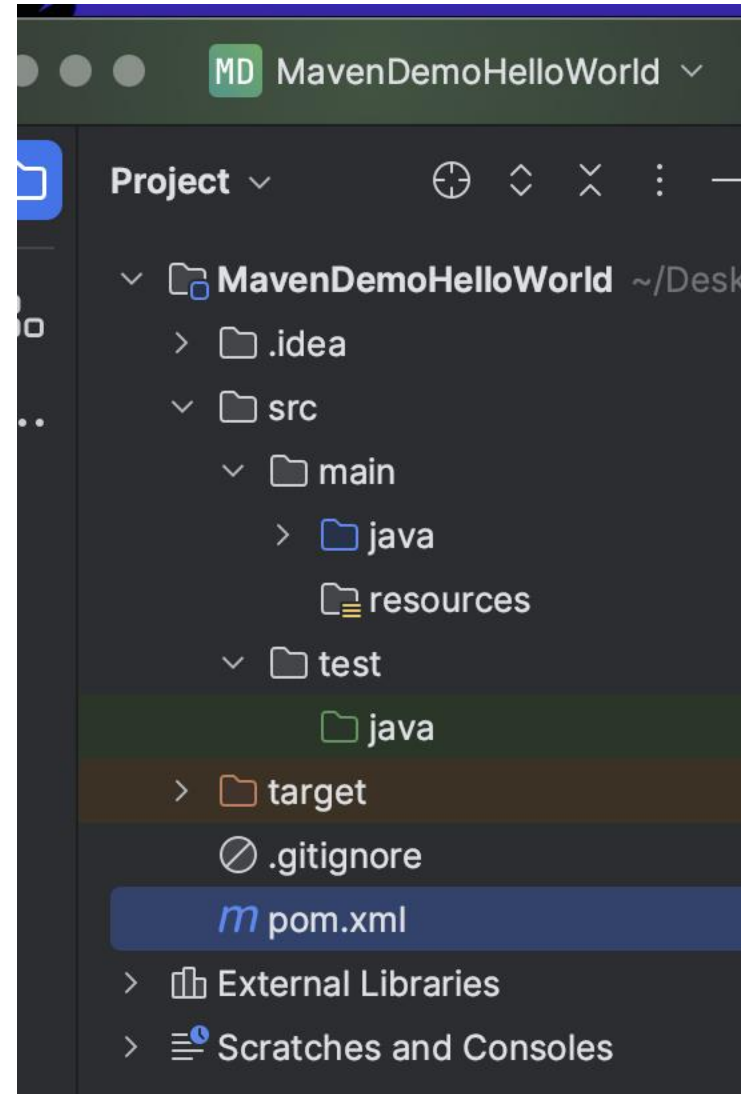 MD MavenDemoHelloWorld
Project
MavenDemoHelloWorld ~/Desk
.idea
src
main
java
resources
test
java
target
.gitignore
m pom.xml
External Libraries
Scratches and Consoles